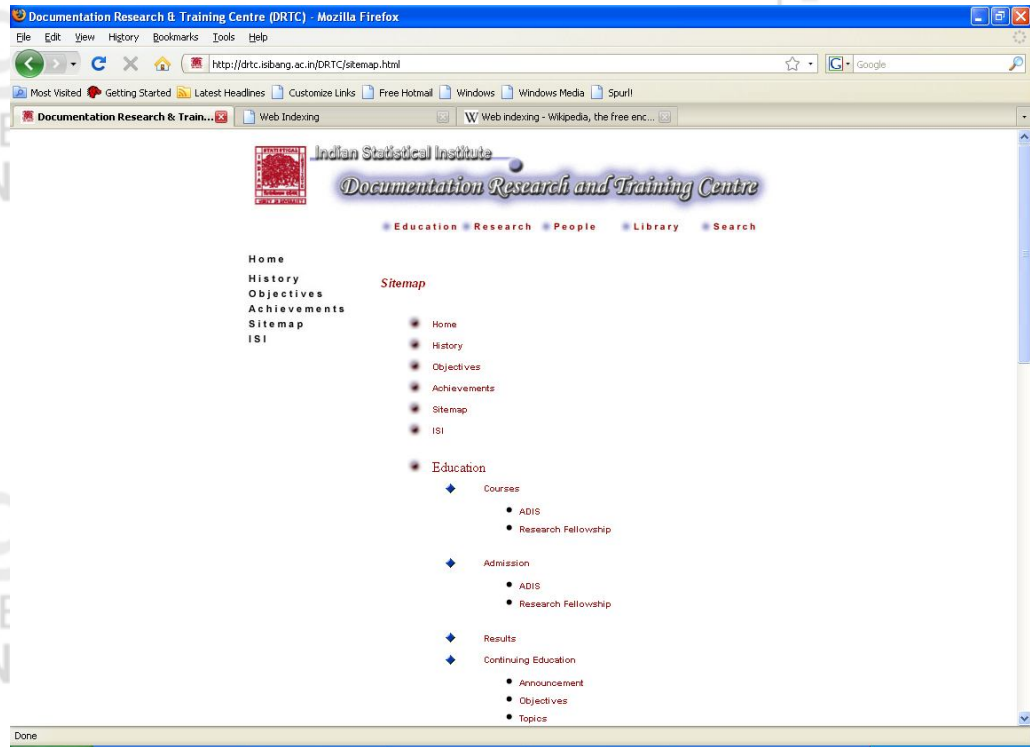 Documentation Research & Training Centre (DRTC) - Mozilla Firefox
File Edit View History Bookmarks Tools Help
http://drtc.isibang.ac.in/DRTC/sitemap.html
Google
Most Visited Getting Started Latest Headlines Customize Links Free Hotmail Windows Windows Media Spurl!
Documentation Research & Train... Web Indexing Web indexing - Wikipedia, the free enc...
Indian Statistical Institute
Documentation Research and Training Centre
Education Research People Library Search
Home
History
Objectives
Achievements
Sitemap
ISI
Sitemap
Home
History
Objectives
Achievements
Sitemap
ISI
Education
Courses
ADIS
Research Fellowship
Admission
ADIS
Research Fellowship
Results
Continuing Education
Announcement
Objectives
Topics
Done